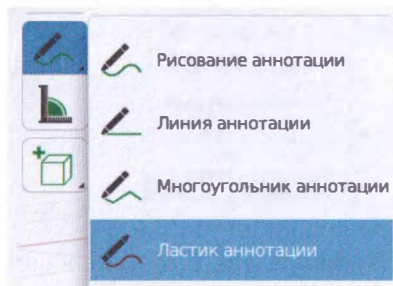 Рисование аннотации
Линия аннотации
Многоугольник аннотации
Ластик аннотации